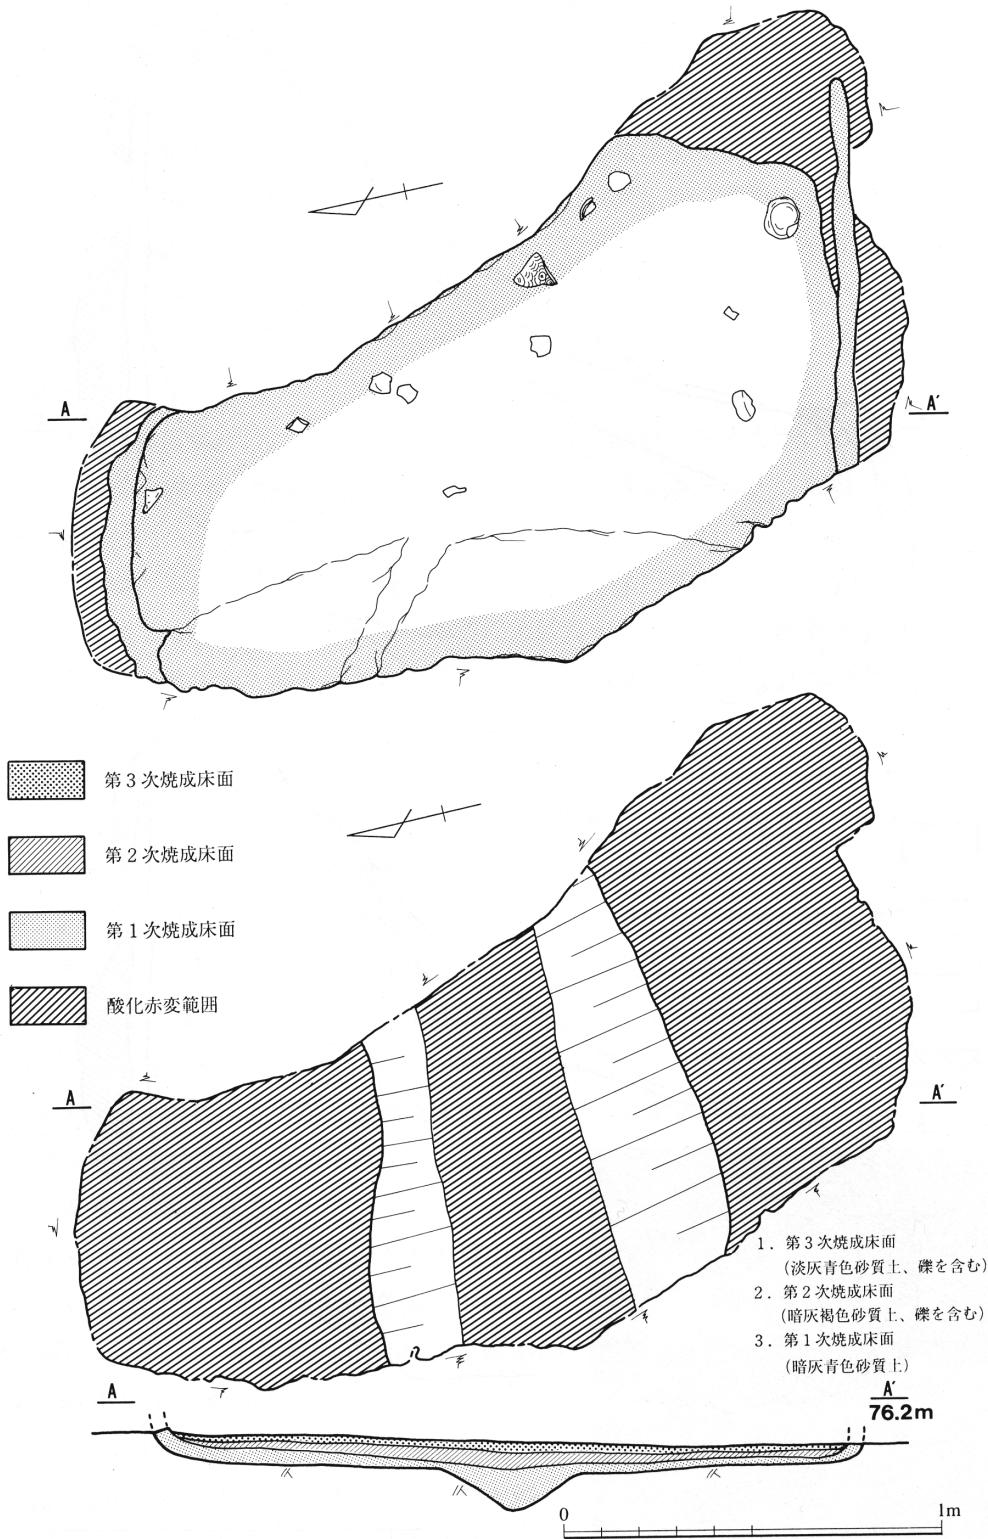 A
A′
第3次焼成床面
第2次焼成床面
第1次焼成床面
酸化赤変範囲
A
A′
1. 第3次焼成床面
(淡灰青色砂質土、礫を含む)
2. 第2次焼成床面
(暗灰褐色砂質土、礫を含む)
3. 第1次焼成床面
(暗灰青色砂質土)
A
A′
76.2m
0
1m